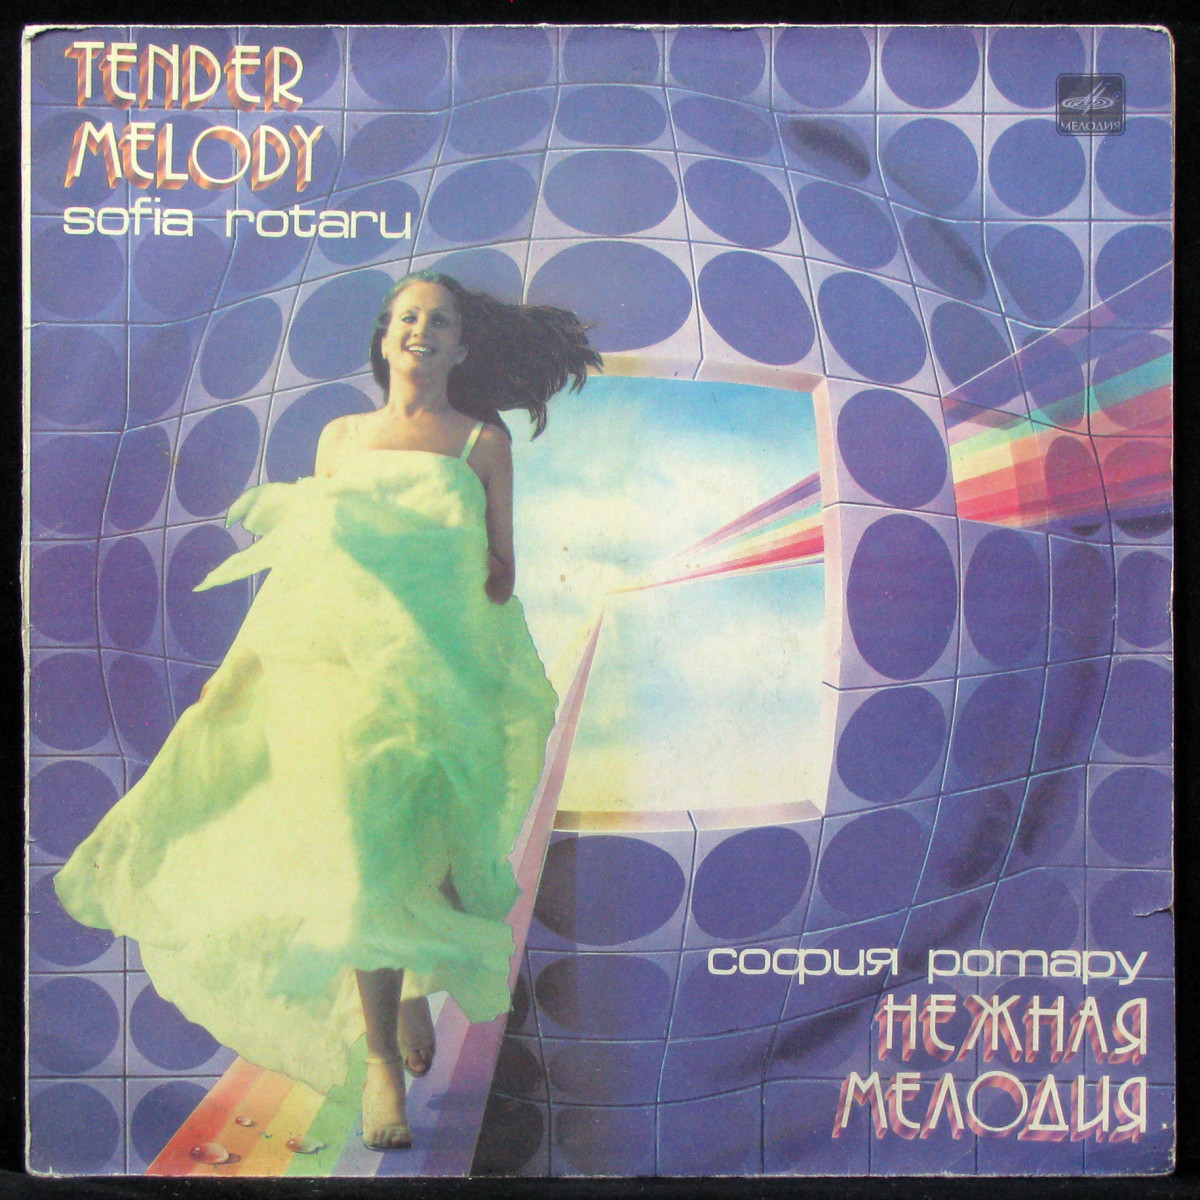 TENDER
MELODY
sofia rotaru
МЕЛОДИЯ
софия ротару
НЕЖНАЯ
МЕЛОДИЯ